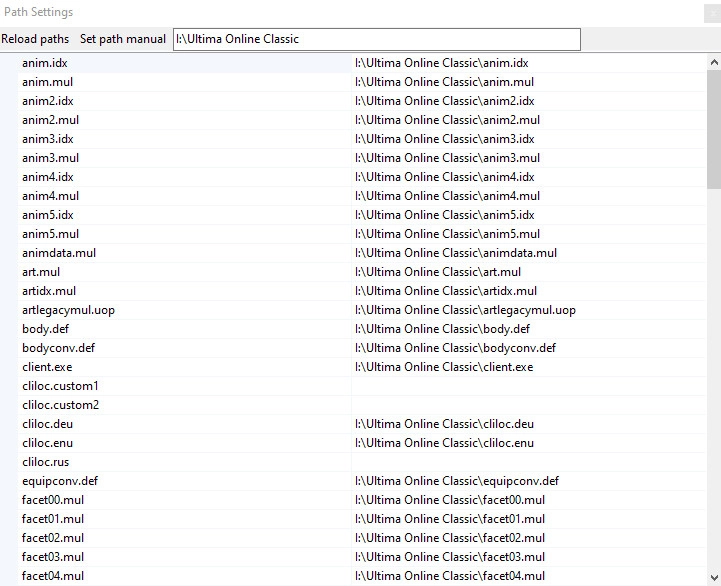 Path Settings
Reload paths Set path manual I:\Ultima Online Classic
anim.idx I:\Ultima Online Classic\anim.idx
anim.mul I:\Ultima Online Classic\anim.mul
anim2.idx I:\Ultima Online Classic\anim2.idx
anim2.mul I:\Ultima Online Classic\anim2.mul
anim3.idx I:\Ultima Online Classic\anim3.idx
anim3.mul I:\Ultima Online Classic\anim3.mul
anim4.idx I:\Ultima Online Classic\anim4.idx
anim4.mul I:\Ultima Online Classic\anim4.mul
anim5.idx I:\Ultima Online Classic\anim5.idx
anim5.mul I:\Ultima Online Classic\anim5.mul
animdata.mul I:\Ultima Online Classic\animdata.mul
art.mul I:\Ultima Online Classic\art.mul
artidx.mul I:\Ultima Online Classic\artidx.mul
artlegacymul.uop I:\Ultima Online Classic\artlegacymul.uop
body.def I:\Ultima Online Classic\body.def
bodyconv.def I:\Ultima Online Classic\bodyconv.def
client.exe I:\Ultima Online Classic\client.exe
cliloc.custom1
cliloc.custom2
cliloc.deu I:\Ultima Online Classic\cliloc.deu
cliloc.enu I:\Ultima Online Classic\cliloc.enu
cliloc.rus
equipconv.def I:\Ultima Online Classic\equipconv.def
facet00.mul I:\Ultima Online Classic\facet00.mul
facet01.mul I:\Ultima Online Classic\facet01.mul
facet02.mul I:\Ultima Online Classic\facet02.mul
facet03.mul I:\Ultima Online Classic\facet03.mul
facet04.mul I:\Ultima Online Classic\facet04.mul